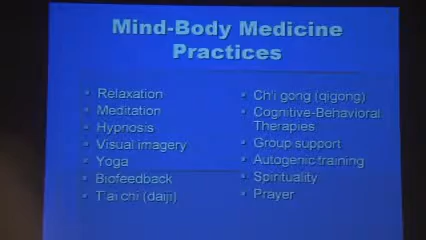 Mind-Body Medicine
Practices
Relaxation
Meditation
Hypnosis
Visual imagery
Yoga
Biofeedback
T'ai chi (daiji)
Ch'i gong (qigong)
Cognitive-Behavioral
Therapies
Group support
Autogenic training
Spirituality
Prayer